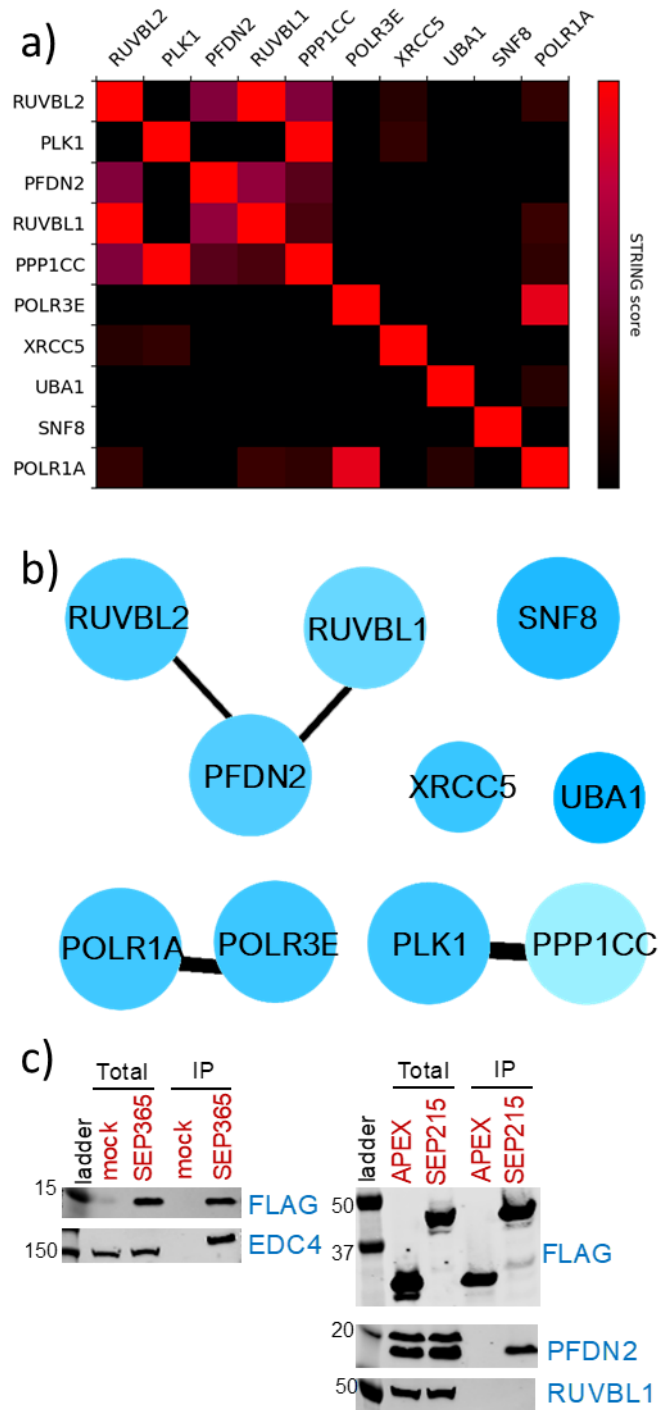 a)
RUVBL2 PLK1 PFDN2 RUVBL1 PPP1CC POLR3E XRCC5 UBA1 SNF8 POLR1A
RUVBL2
PLK1
PFDN2
RUVBL1
PPP1CC
POLR3E
XRCC5
UBA1
SNF8
POLR1A
STRING score
b)
RUVBL2 RUVBL1 SNF8
PFDN2 XRCC5 UBA1
POLR1A POLR3E PLK1 PPP1CC
c)
Total IP
ladder mock SEP365 mock SEP365
15 FLAG
150 EDC4
Total IP
ladder APEX SEP215 APEX SEP215
50
37 FLAG
20 PFDN2
50 RUVBL1